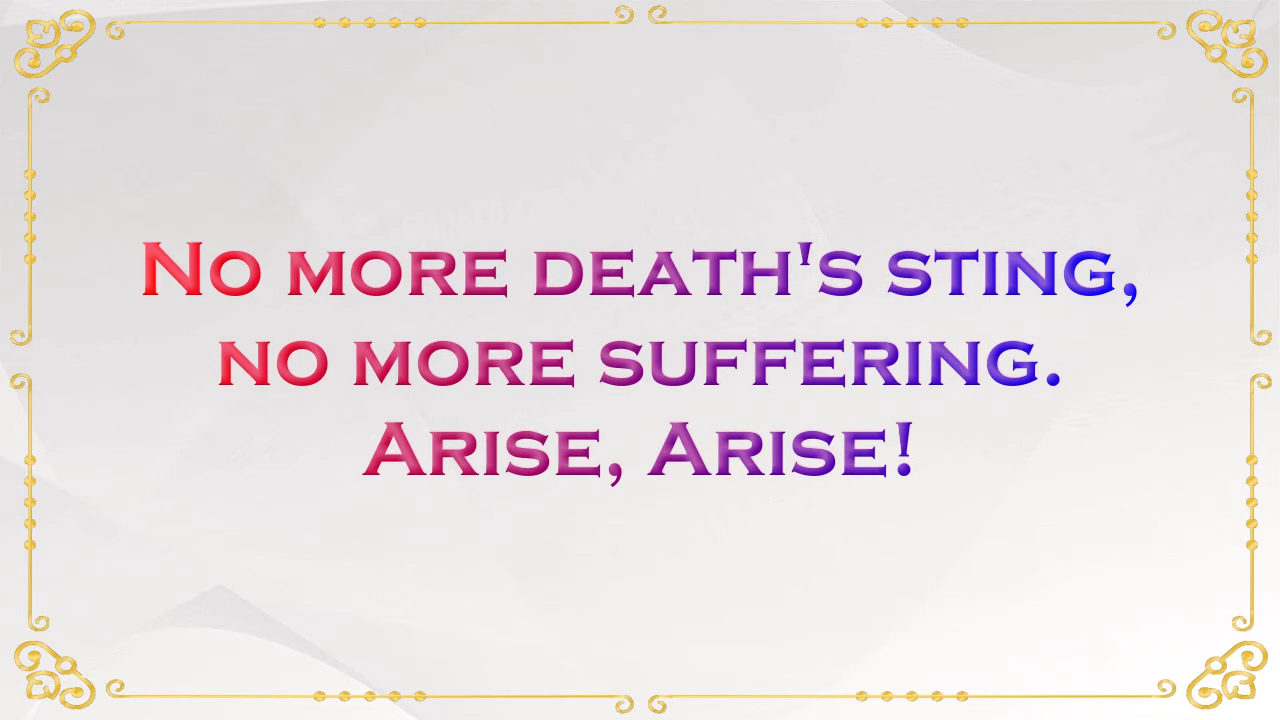 No more death's sting,
no more suffering.
Arise, Arise!